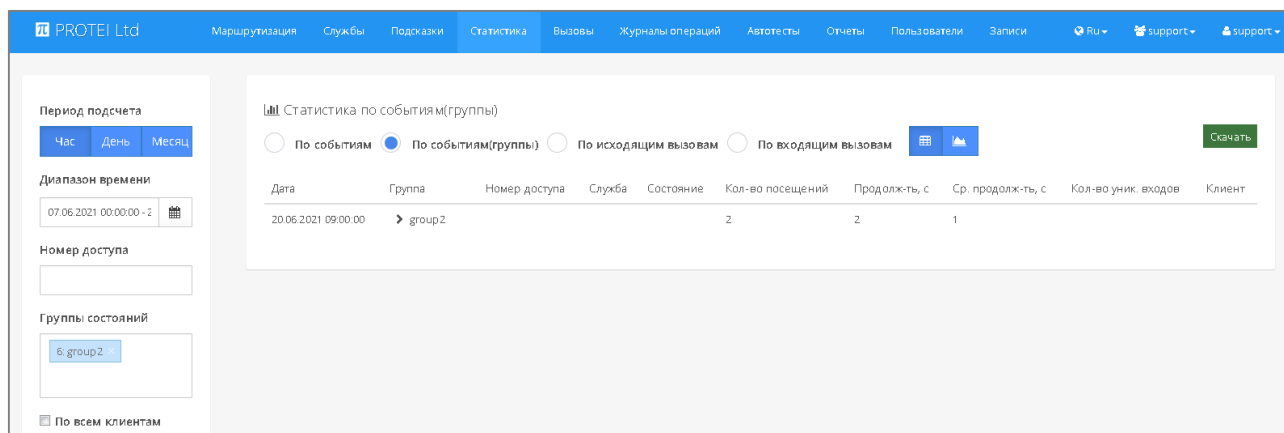 PROTEI Ltd
Маршрутизация Службы Подсказки Статистика Вызовы Журналы операций Автотесты Отчеты Пользователи Записи Ru support support
Период подсчета
Час День Месяц
Диапазон времени
07.06.2021 00:00:00 - 2
Номер доступа
Группы состояний
6: group2 ×
По всем клиентам
Статистика по событиям(группы)
По событиям По событиям(группы) По исходящим вызовам По входящим вызовам Скачать
Дата Группа Номер доступа Служба Состояние Кол-во посещений Продолж-ть, с Ср. продолж-ть, с Кол-во уник. входов Клиент
20.06.2021 09:00:00 group2 2 2 1